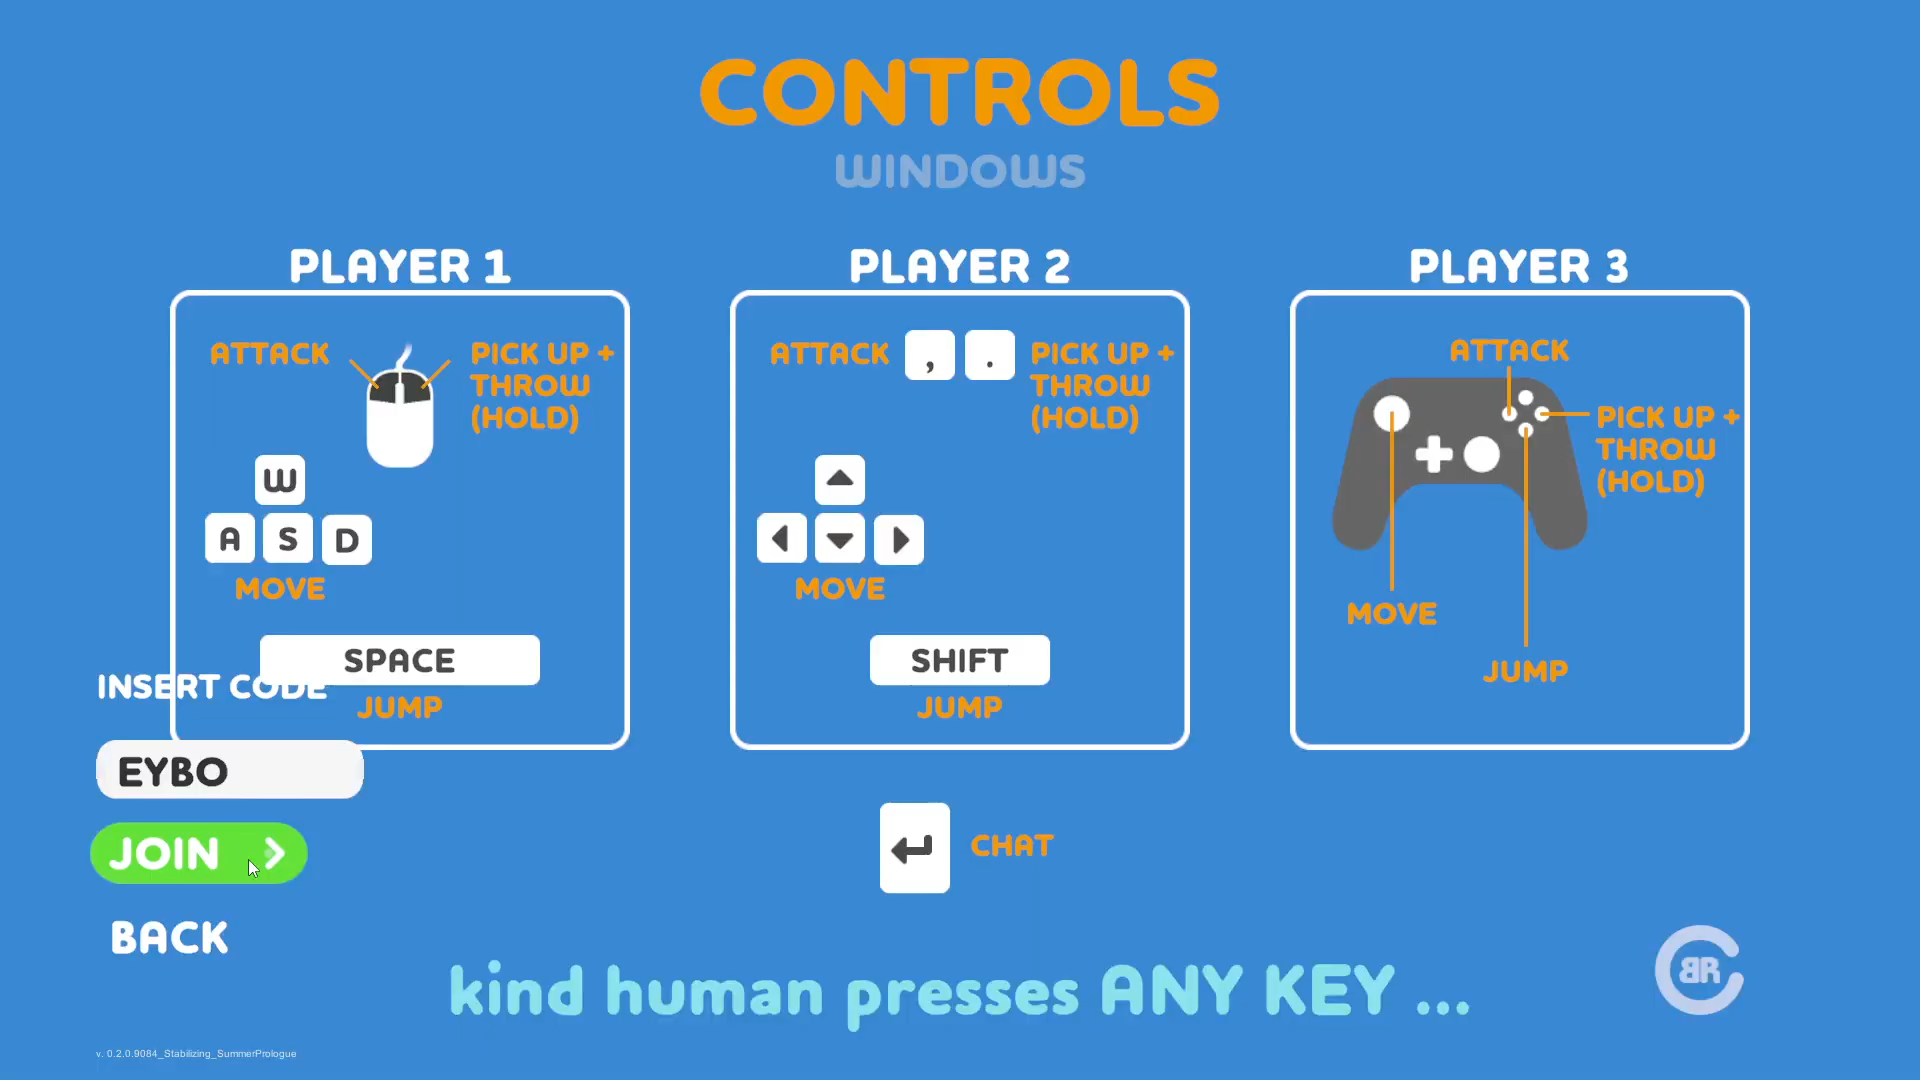 CONTROLS
WINDOWS
PLAYER 1
ATTACK
PICK UP +
THROW
(HOLD)
W
A S D
MOVE
SPACE
JUMP
PLAYER 2
ATTACK
, .
PICK UP +
THROW
(HOLD)
MOVE
SHIFT
JUMP
PLAYER 3
ATTACK
PICK UP +
THROW
(HOLD)
MOVE
JUMP
INSERT CODE
EYBO
JOIN
BACK
CHAT
kind human presses ANY KEY ...
BR
v. 0.2.0.9084_Stabilizing_SummerPrologue